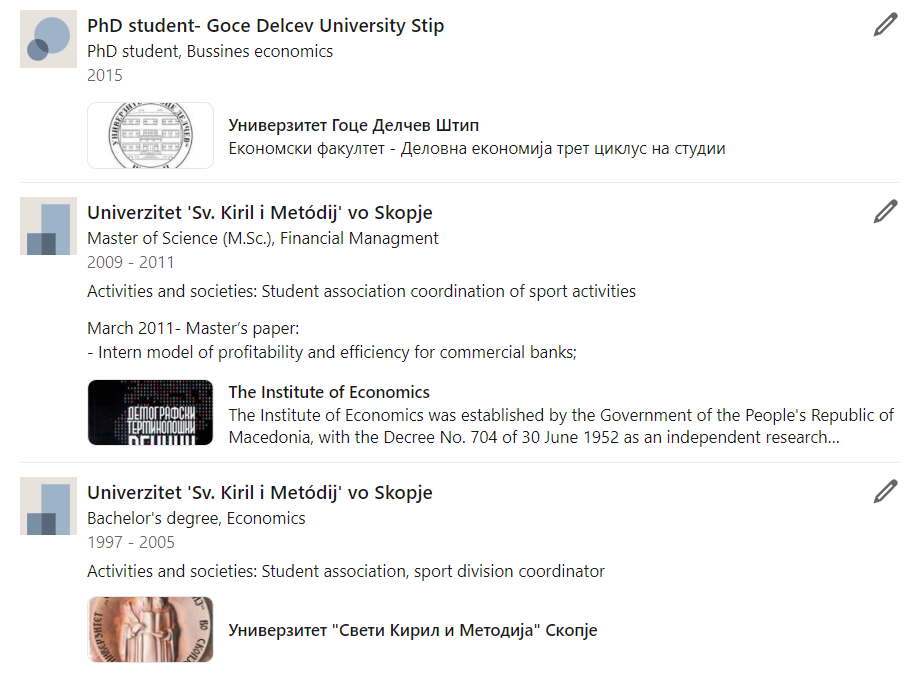 PhD student- Goce Delcev University Stip
PhD student, Bussines economics
2015
Универзитет Гоце Делчев Штип
Економски факултет - Деловна економија трет циклус на студии
Univerzitet 'Sv. Kiril i Metódij' vo Skopje
Master of Science (M.Sc.), Financial Managment
2009 - 2011
Activities and societies: Student association coordination of sport activities
March 2011- Master’s paper:
- Intern model of profitability and efficiency for commercial banks;
ДЕМОГРАФСКИ
ТЕРМИНОЛОШКИ
The Institute of Economics
The Institute of Economics was established by the Government of the People's Republic of
Macedonia, with the Decree No. 704 of 30 June 1952 as an independent research...
Univerzitet 'Sv. Kiril i Metódij' vo Skopje
Bachelor's degree, Economics
1997 - 2005
Activities and societies: Student association, sport division coordinator
Универзитет "Свети Кирил и Методија" Скопје